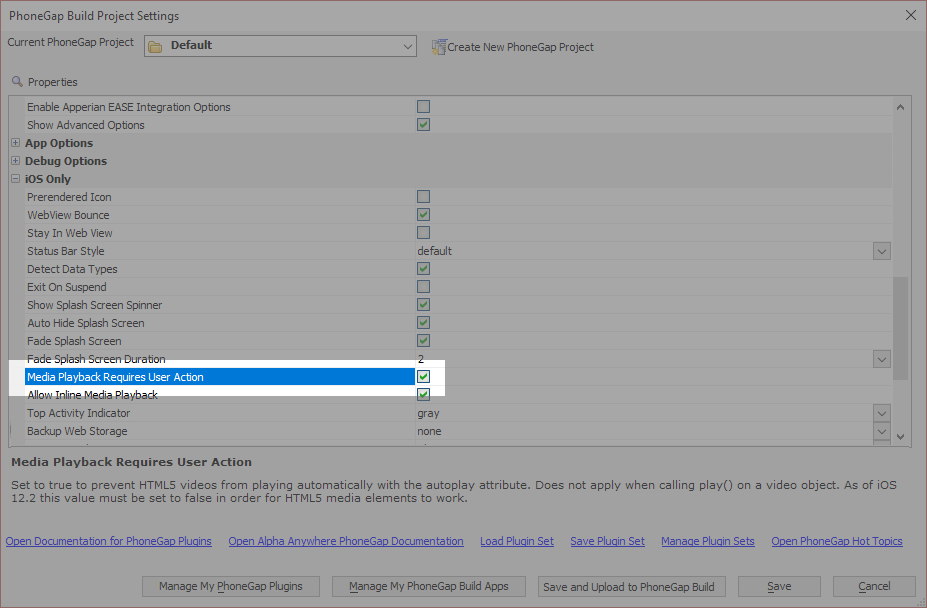 PhoneGap Build Project Settings
Current PhoneGap Project Default Create New PhoneGap Project
Properties
Enable Apperian EASE Integration Options
Show Advanced Options
App Options
Debug Options
iOS Only
Prerendered Icon
WebView Bounce
Stay In Web View
Status Bar Style default
Detect Data Types
Exit On Suspend
Show Splash Screen Spinner
Auto Hide Splash Screen
Fade Splash Screen
Fade Splash Screen Duration 2
Media Playback Requires User Action
Allow Inline Media Playback
Top Activity Indicator gray
Backup Web Storage none
Media Playback Requires User Action
Set to true to prevent HTML5 videos from playing automatically with the autoplay attribute. Does not apply when calling play() on a video object. As of iOS
12.2 this value must be set to false in order for HTML5 media elements to work.
Open Documentation for PhoneGap Plugins Open Alpha Anywhere PhoneGap Documentation Load Plugin Set Save Plugin Set Manage Plugin Sets Open PhoneGap Hot Topics
Manage My PhoneGap Plugins Manage My PhoneGap Build Apps Save and Upload to PhoneGap Build Save Cancel